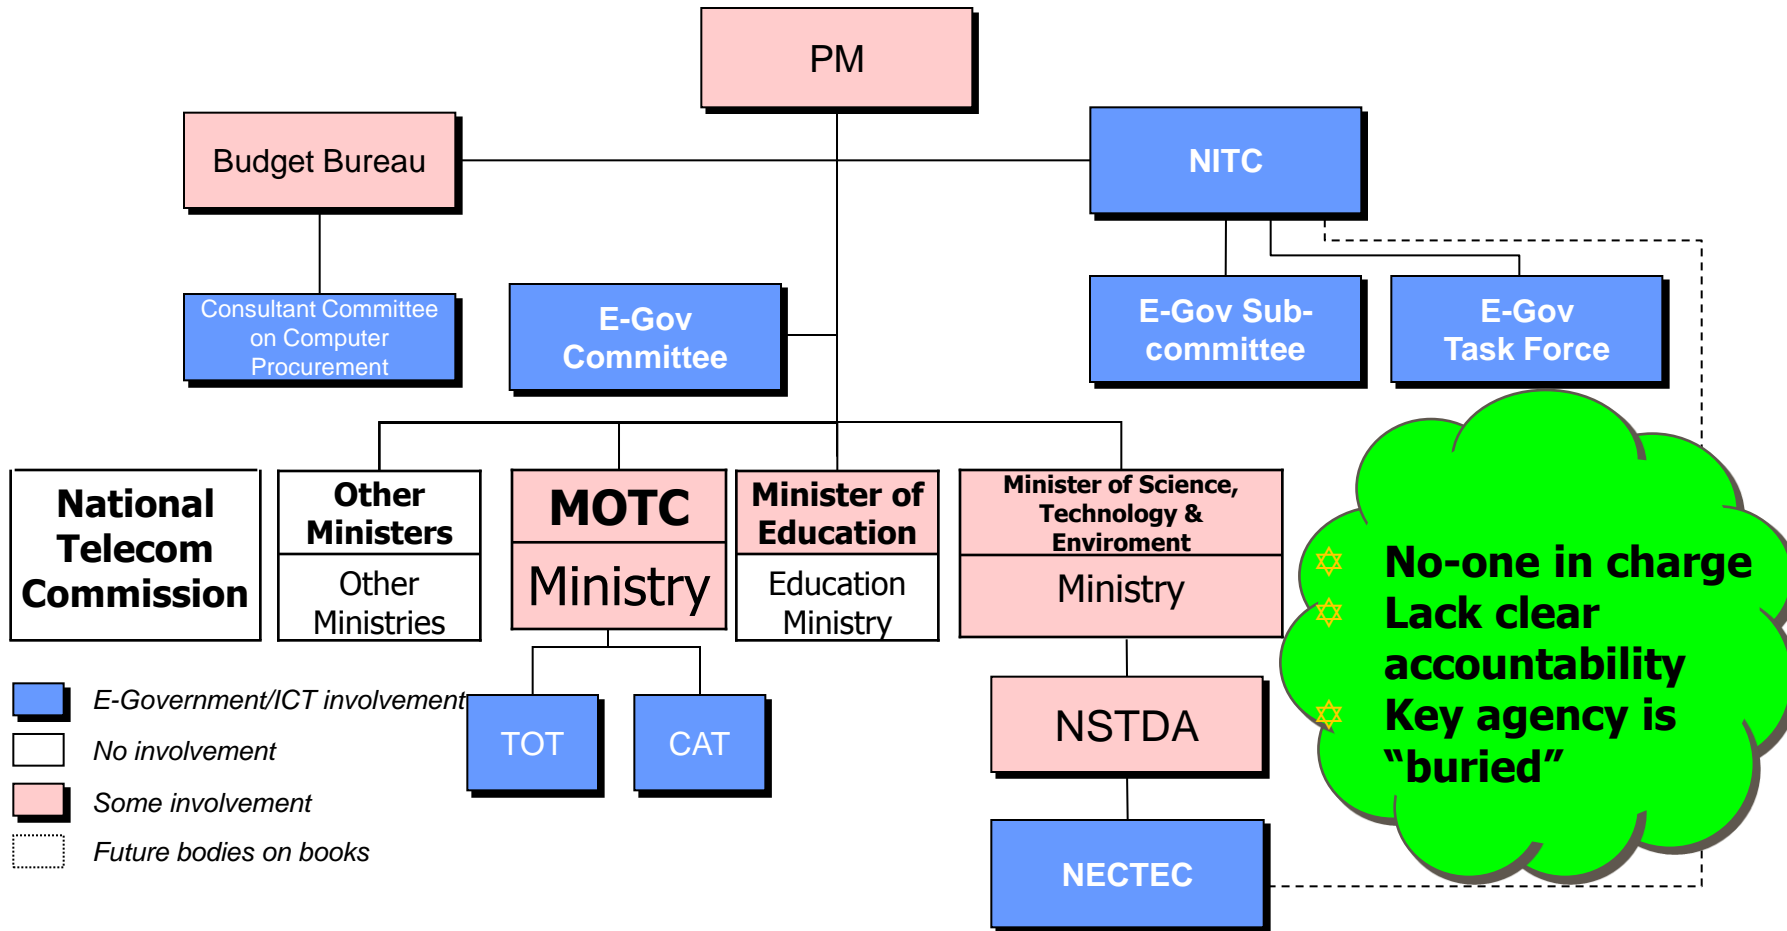 PM
Budget Bureau
NITC
Consultant Committee
on Computer
Procurement
E-Gov
Committee
E-Gov Sub-
committee
E-Gov
Task Force
National
Telecom
Commission
Other
Ministers
Other
Ministries
MOTC
Ministry
Minister of
Education
Education
Ministry
Minister of Science,
Technology &
Enviroment
Ministry
No-one in charge
Lack clear
accountability
Key agency is
“buried”
TOT
CAT
NSTDA
NECTEC
E-Government/ICT involvement
No involvement
Some involvement
Future bodies on books